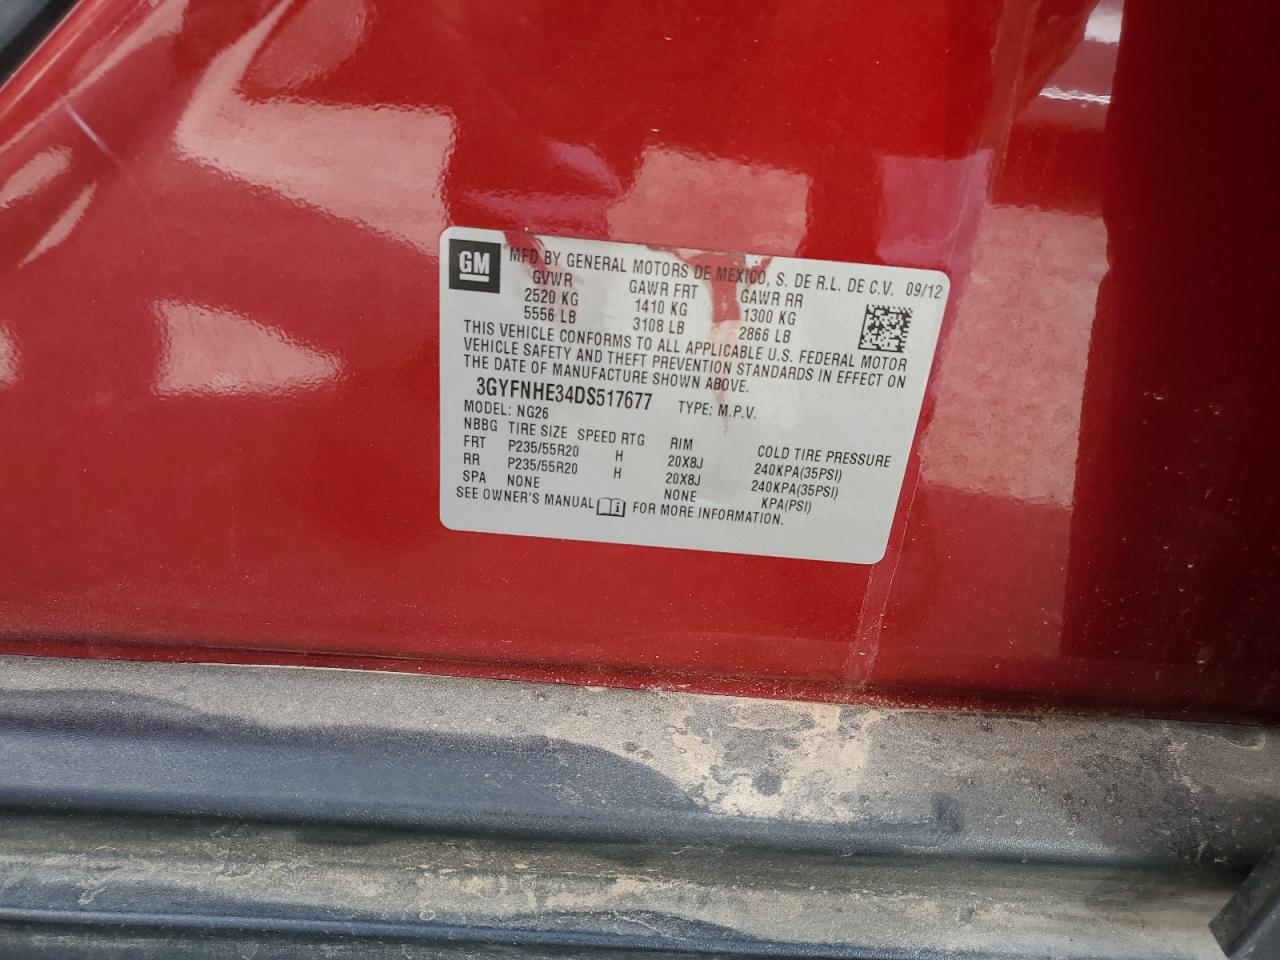 GM MFD BY GENERAL MOTORS DE MEXICO, S. DE R.L. DE C.V. 09/12
GVWR GAWR FRT GAWR RR
2520 KG 1410 KG 1300 KG
5556 LB 3108 LB 2866 LB
THIS VEHICLE CONFORMS TO ALL APPLICABLE U.S. FEDERAL MOTOR
VEHICLE SAFETY AND THEFT PREVENTION STANDARDS IN EFFECT ON
THE DATE OF MANUFACTURE SHOWN ABOVE.
3GYFNHE34DS517677 TYPE: M.P.V.
MODEL: NG26
NBBG TIRE SIZE SPEED RTG RIM COLD TIRE PRESSURE
FRT P235/55R20 H 20X8J 240KPA(35PSI)
RR P235/55R20 H 20X8J 240KPA(35PSI)
SPA NONE NONE KPA(PSI)
SEE OWNER'S MANUAL FOR MORE INFORMATION.